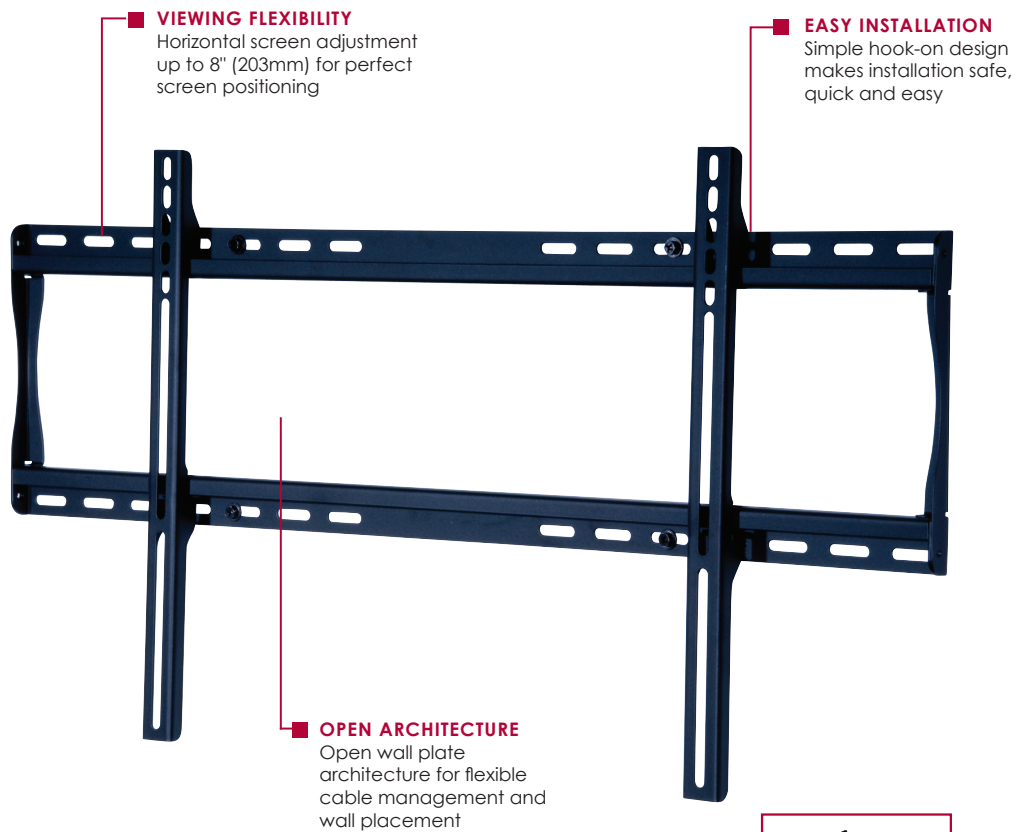 VIEWING FLEXIBILITY
Horizontal screen adjustment
up to 8" (203mm) for perfect
screen positioning
EASY INSTALLATION
Simple hook-on design
makes installation safe,
quick and easy
OPEN ARCHITECTURE
Open wall plate
architecture for flexible
cable management and
wall placement